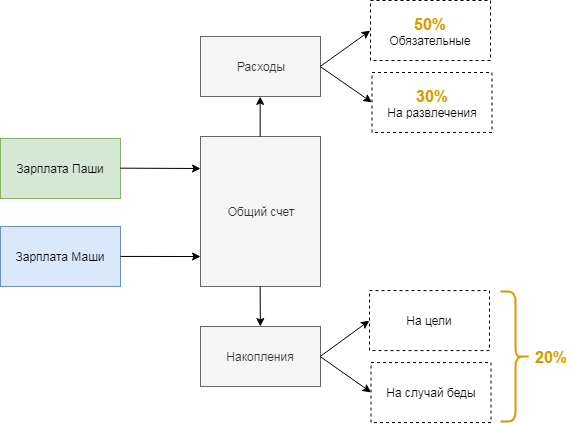 50%
Обязательные
Расходы
30%
На развлечения
Зарплата Паши
Общий счет
Зарплата Маши
На цели
Накопления
20%
На случай беды